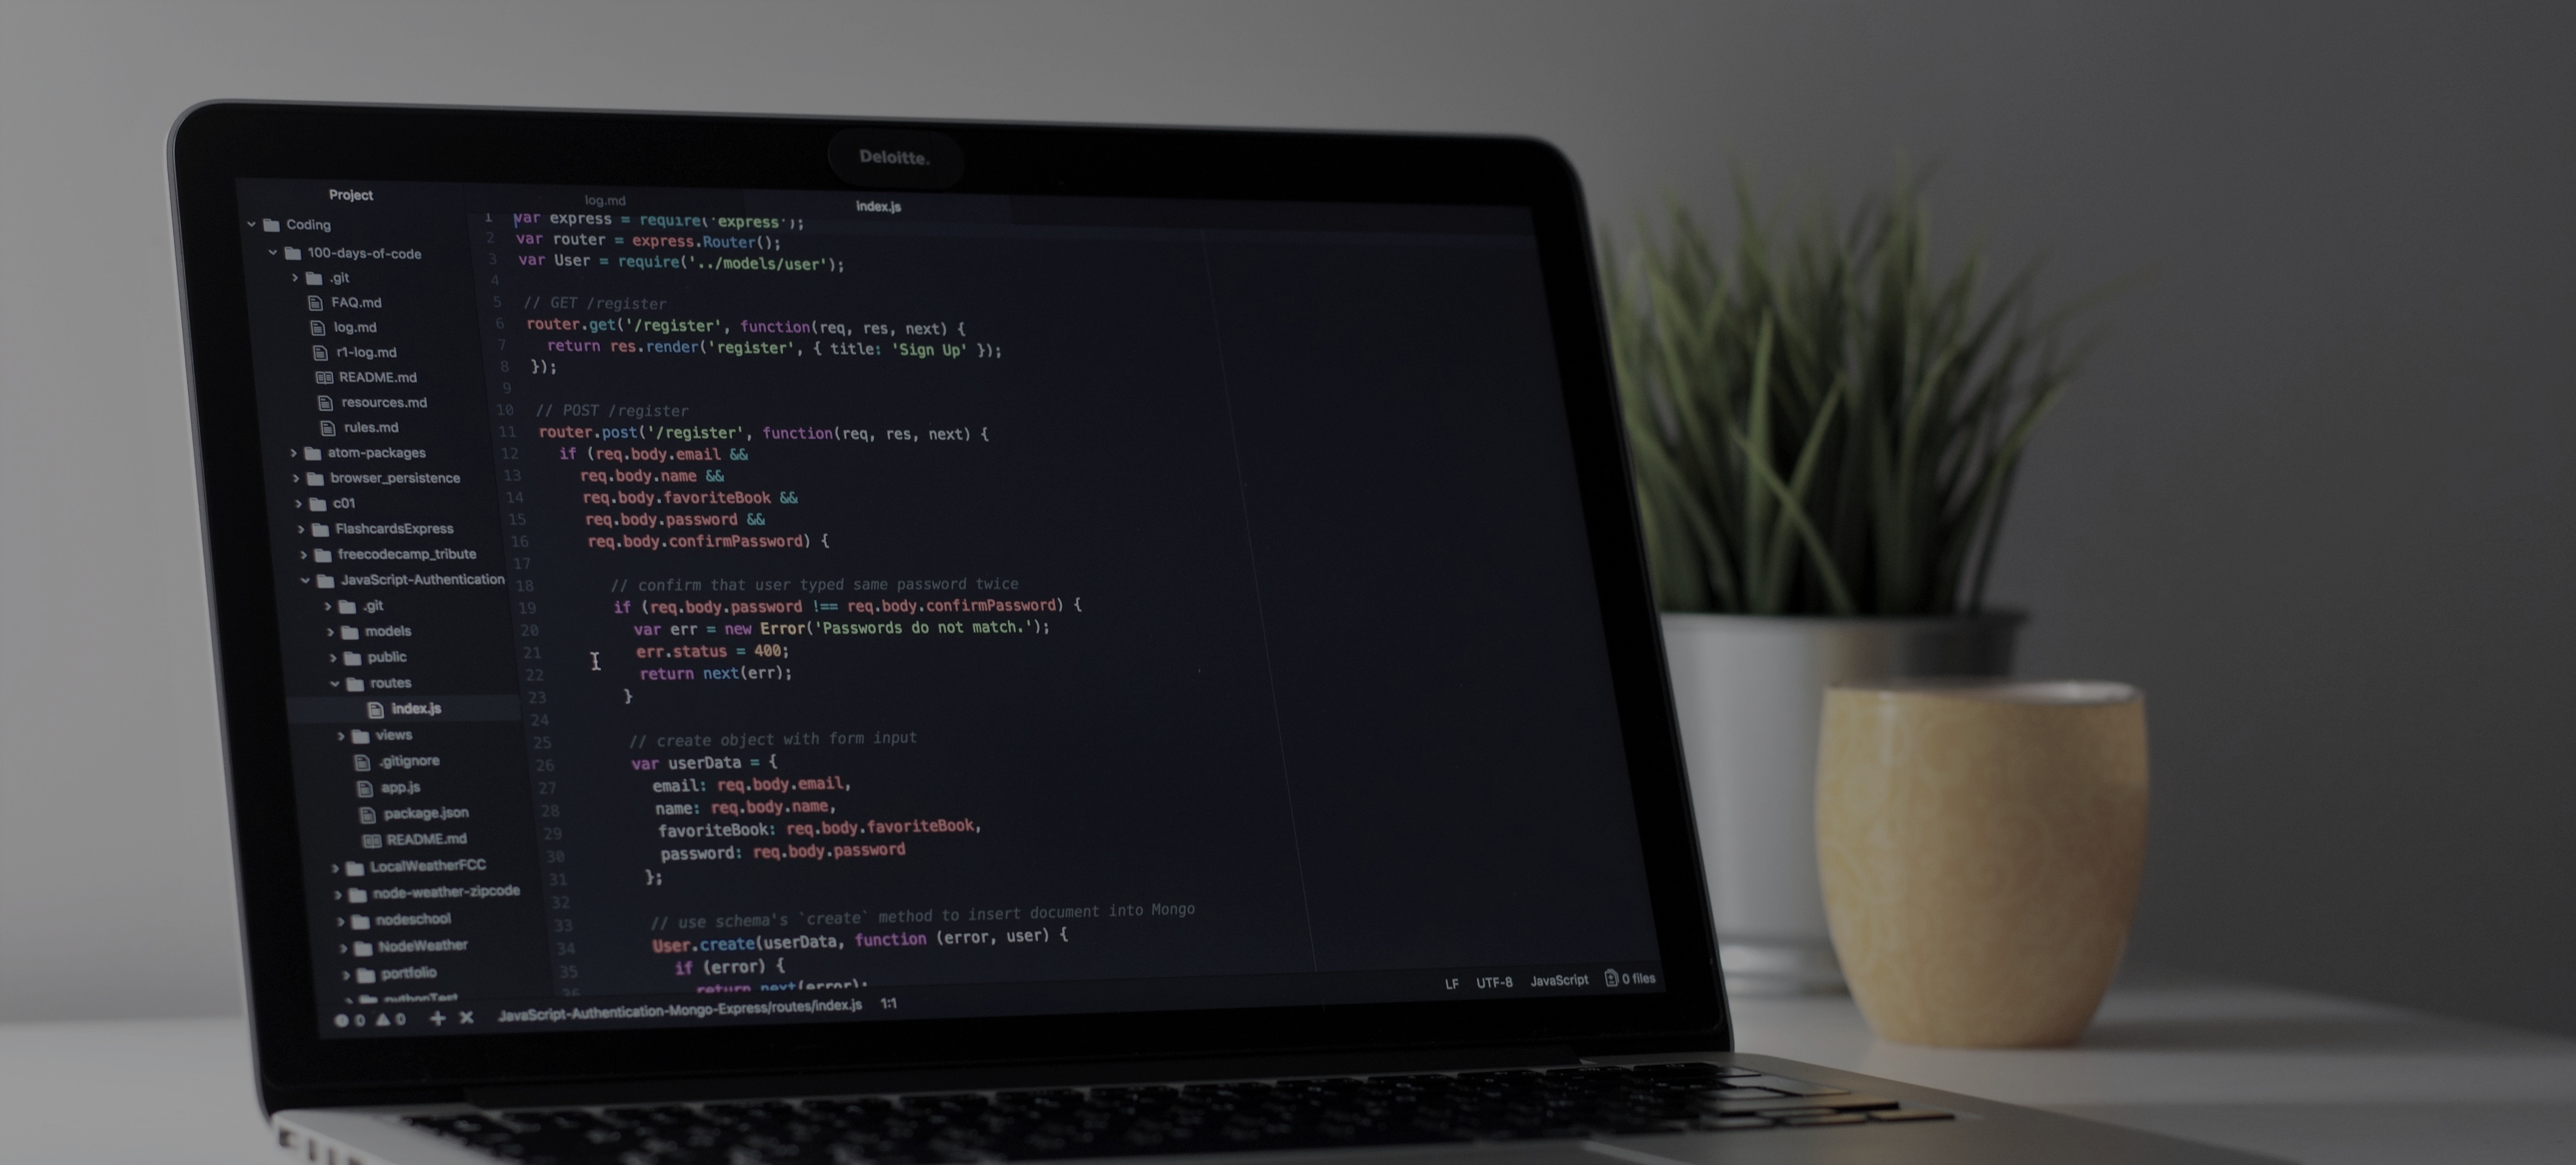 Deloitte.
Project
Coding
100-days-of-code
.git
FAQ.md
log.md
r1-log.md
README.md
resources.md
rules.md
atom-packages
browser_persistence
c01
FlashcardsExpress
freecodecamp_tribute
JavaScript-Authentication
.git
models
public
routes
index.js
views
.gitignore
app.js
package.json
README.md
LocalWeatherFCC
node-weather-zipcode
nodeschool
NodeWeather
portfolio
pythonTest
log.md
index.js
1 var express = require('express');
2 var router = express.Router();
3 var User = require('../models/user');
4
5 // GET /register
6 router.get('/register', function(req, res, next) {
7 return res.render('register', { title: 'Sign Up' });
8 });
9
10 // POST /register
11 router.post('/register', function(req, res, next) {
12 if (req.body.email &&
13 req.body.name &&
14 req.body.favoriteBook &&
15 req.body.password &&
16 req.body.confirmPassword) {
17
18 // confirm that user typed same password twice
19 if (req.body.password !== req.body.confirmPassword) {
20 var err = new Error('Passwords do not match.');
21 err.status = 400;
22 return next(err);
23 }
24
25 // create object with form input
26 var userData = {
27 email: req.body.email,
28 name: req.body.name,
29 favoriteBook: req.body.favoriteBook,
30 password: req.body.password
31 };
32
33 // use schema's `create` method to insert document into Mongo
34 User.create(userData, function (error, user) {
35 if (error) {
36 return next(error);
0 0 JavaScript-Authentication-Mongo-Express/routes/index.js 1:1 LF UTF-8 JavaScript 0 files